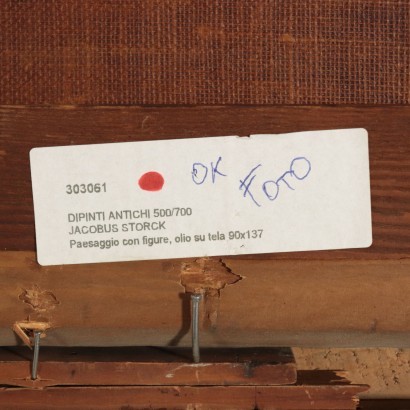 303061 OK FOTO
DIPINTI ANTICHI 500/700
JACOBUS STORCK
Paesaggio con figure, olio su tela 90x137